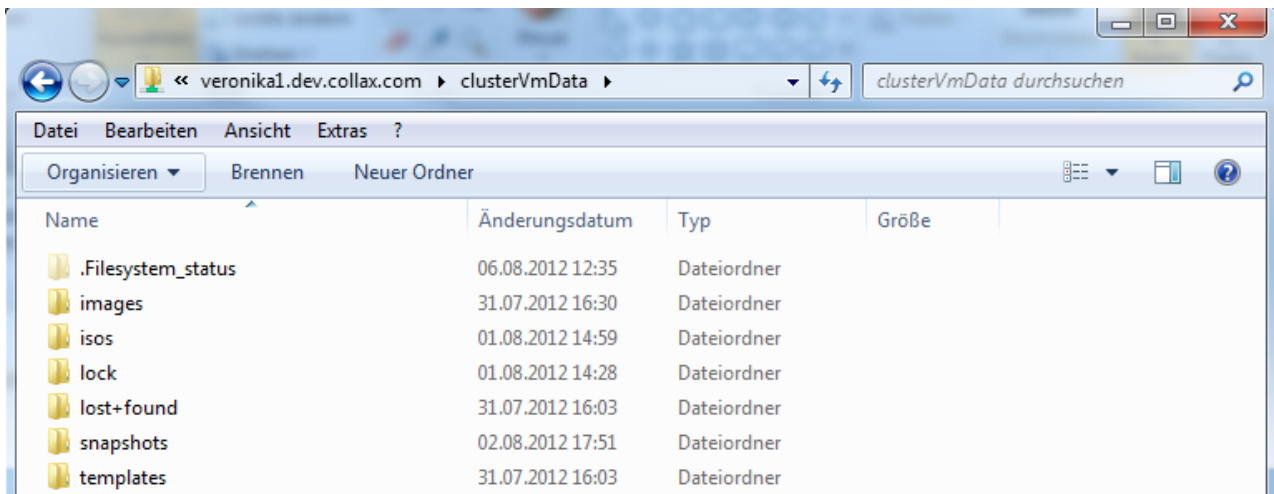 « veronika1.dev.collax.com clusterVmData clusterVmData durchsuchen
Datei Bearbeiten Ansicht Extras ?
Organisieren Brennen Neuer Ordner
Name Änderungsdatum Typ Größe
.Filesystem_status 06.08.2012 12:35 Dateiordner
images 31.07.2012 16:30 Dateiordner
isos 01.08.2012 14:59 Dateiordner
lock 01.08.2012 14:28 Dateiordner
lost+found 31.07.2012 16:03 Dateiordner
snapshots 02.08.2012 17:51 Dateiordner
templates 31.07.2012 16:03 Dateiordner